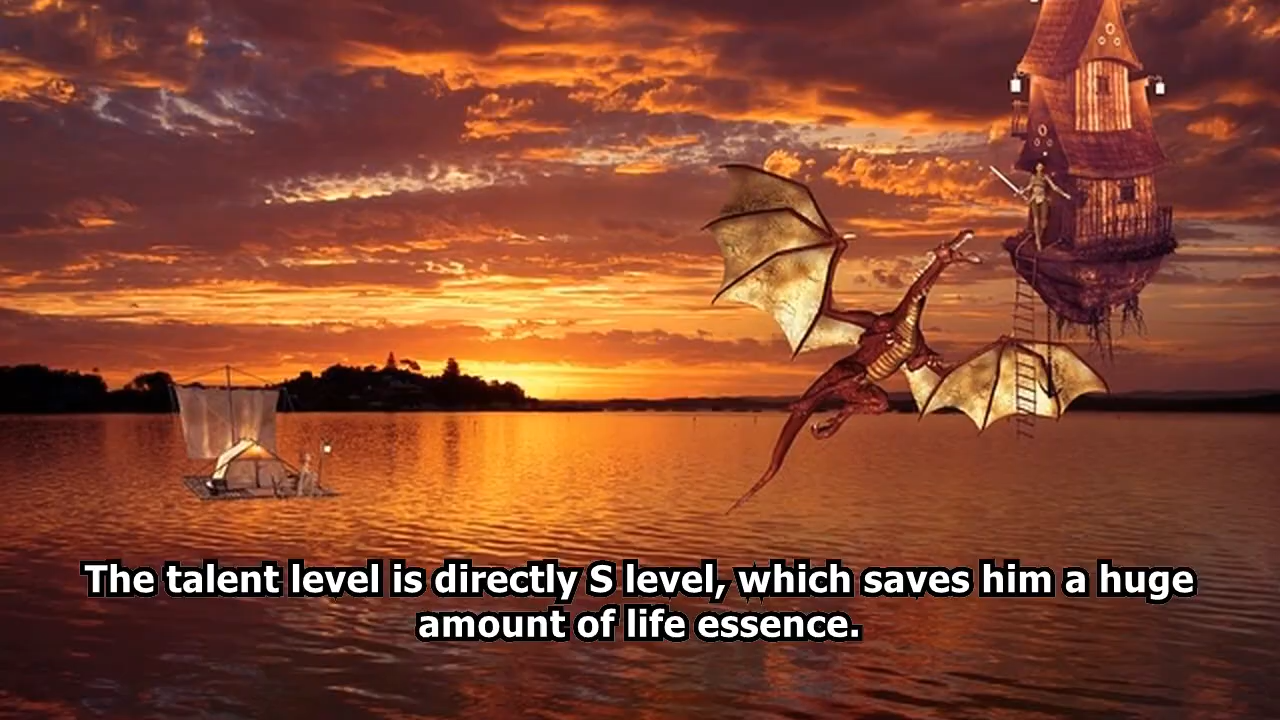 The talent level is directly S level, which saves him a huge
amount of life essence.